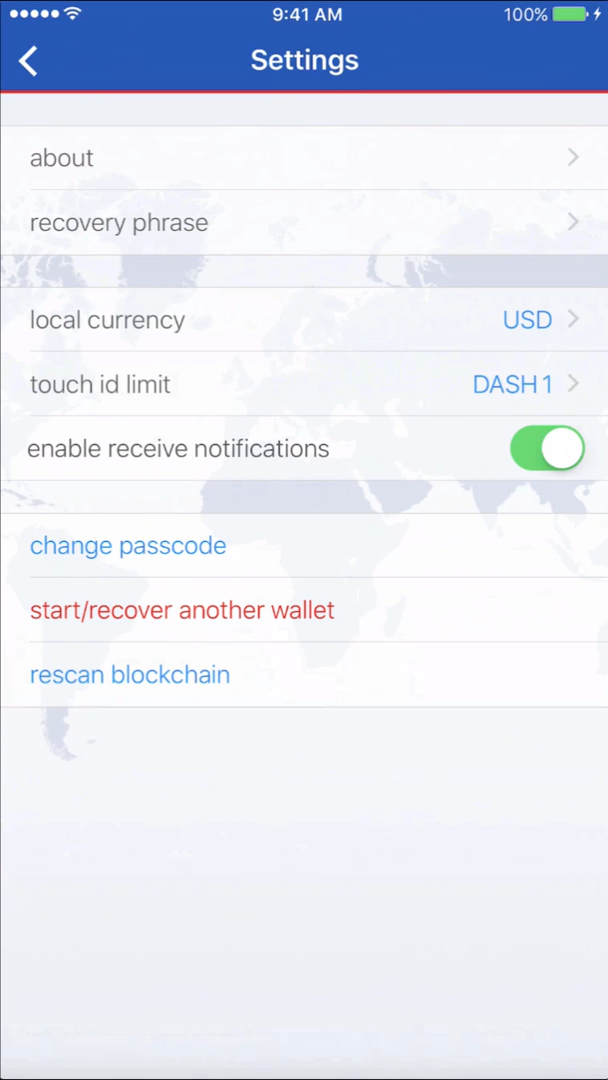 9:41 AM
100%
Settings
about
recovery phrase
local currency USD
touch id limit DASH 1
enable receive notifications
change passcode
start/recover another wallet
rescan blockchain